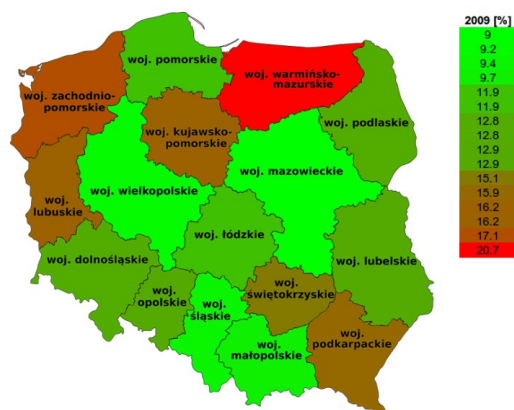 2009 [%]
9
9.2
9.4
9.7
11.9
11.9
12.8
12.8
12.9
12.9
15.1
15.9
16.2
16.2
17.1
20.7
woj. pomorskie
woj. warmińsko-
mazurskie
woj. zachodnio-
pomorskie
woj. kujawsko-
pomorskie
woj. podlaskie
woj. wielkopolskie
woj. mazowieckie
woj.
lubuskie
woj. łódzkie
woj. dolnośląskie
woj. lubelskie
woj.
opolskie
woj.
śląskie
woj.
świętokrzyskie
woj.
małopolskie
woj.
podkarpackie